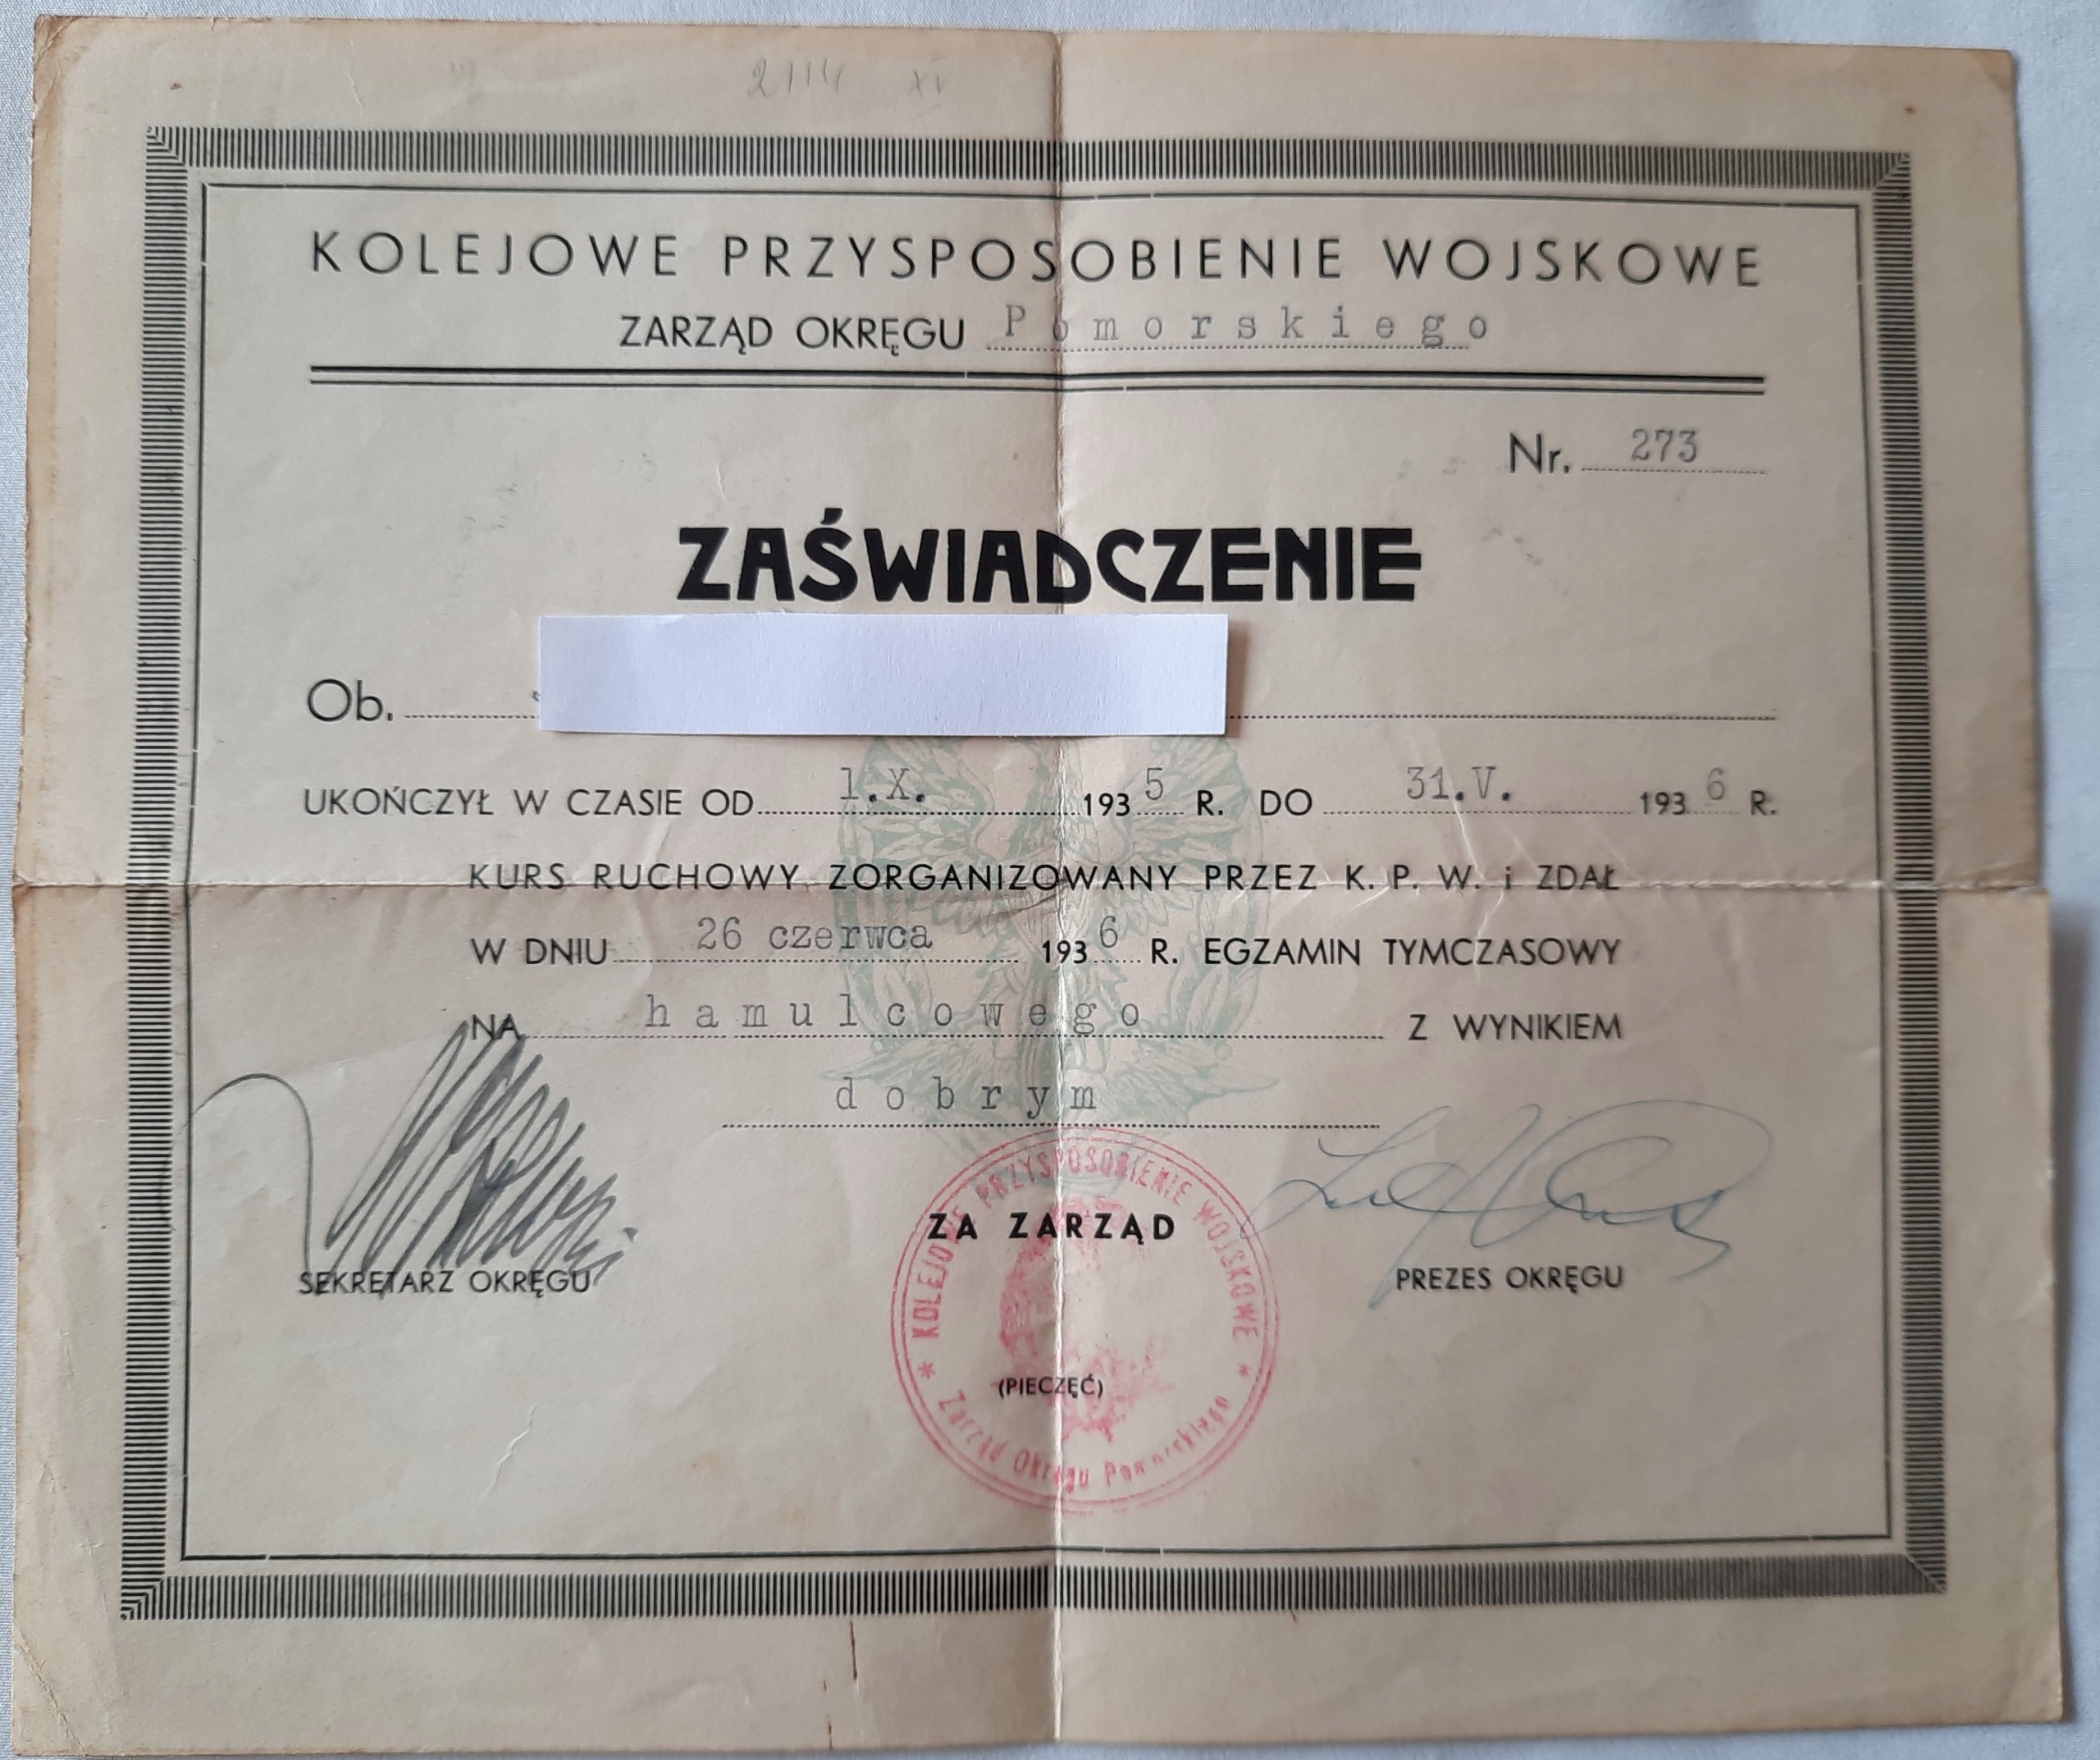 2114 XI
KOLEJOWE PRZYSPOSOBIENIE WOJSKOWE
ZARZĄD OKRĘGU Pomorskiego
Nr. 273
ZAŚWIADCZENIE
Ob.
UKOŃCZYŁ W CZASIE OD 1.X. 1935 R. DO 31.V. 1936 R.
KURS RUCHOWY ZORGANIZOWANY PRZEZ K. P. W. i ZDAŁ
W DNIU 26 czerwca 1936 R. EGZAMIN TYMCZASOWY
NA hamulcowego Z WYNIKIEM
dobrym
ZA ZARZĄD
SEKRETARZ OKRĘGU
PREZES OKRĘGU
(PIECZĘĆ)
KOLEJOWE PRZYSPOSOBIENIE WOJSKOWE
* Zarząd Okręgu Pomorskiego *